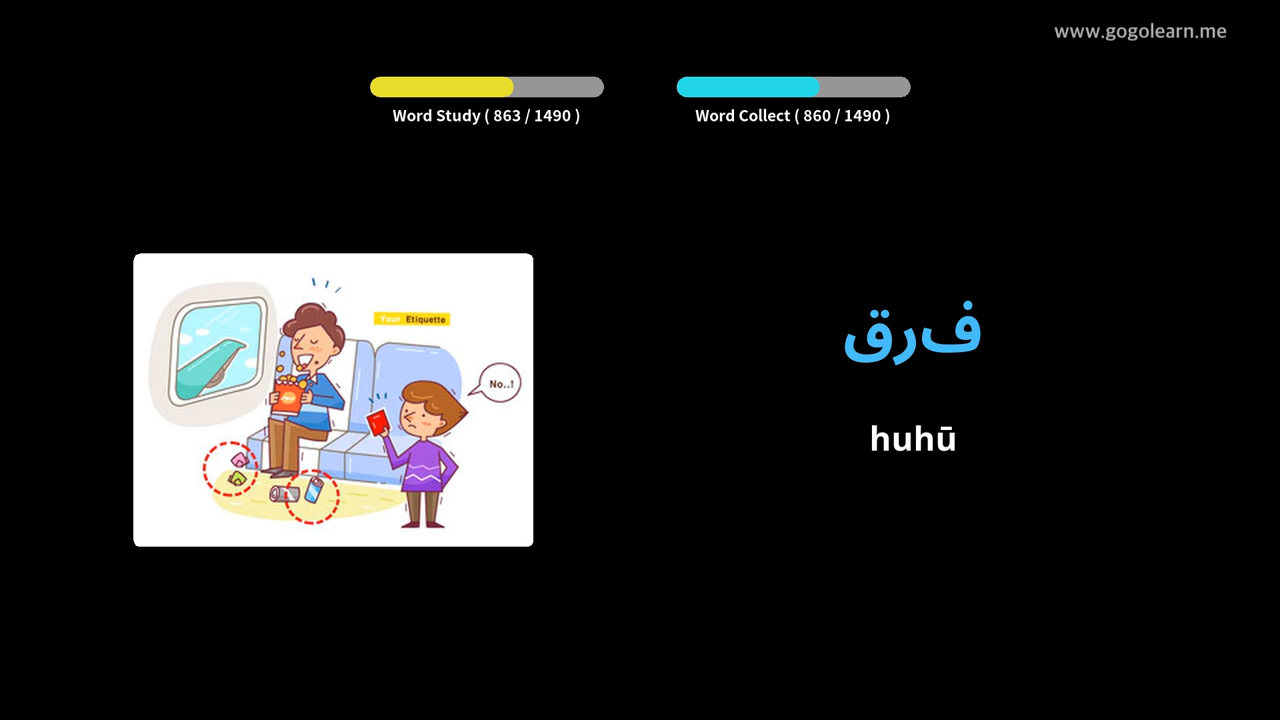 www.gogolearn.me
Word Study ( 863 / 1490 )
Word Collect ( 860 / 1490 )
Your Etiquette
No..!
فرق
huhū